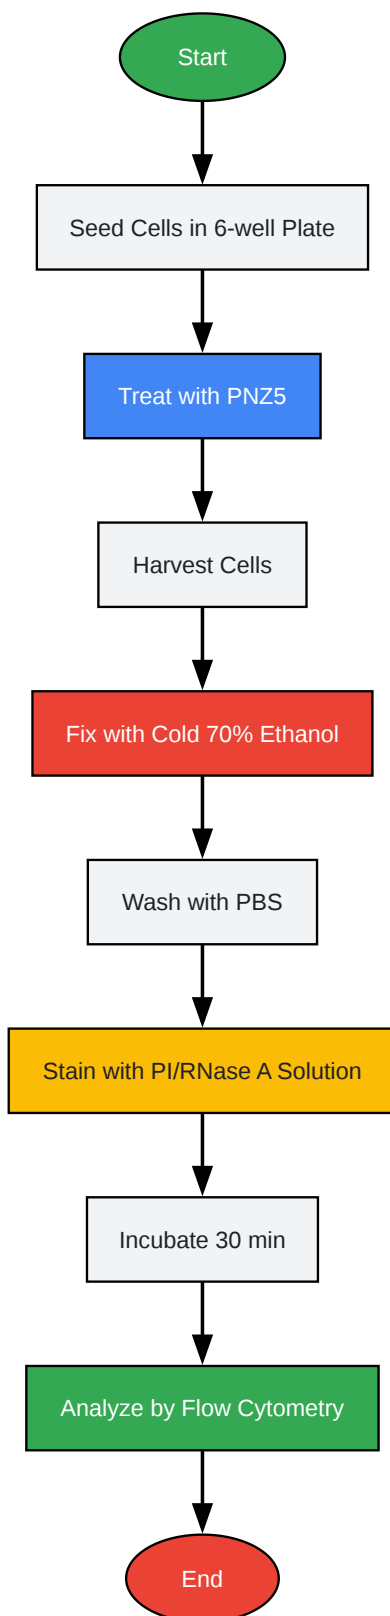 Start
Seed Cells in 6-well Plate
Treat with PNZ5
Harvest Cells
Fix with Cold 70% Ethanol
Wash with PBS
Stain with PI/RNase A Solution
Incubate 30 min
Analyze by Flow Cytometry
End